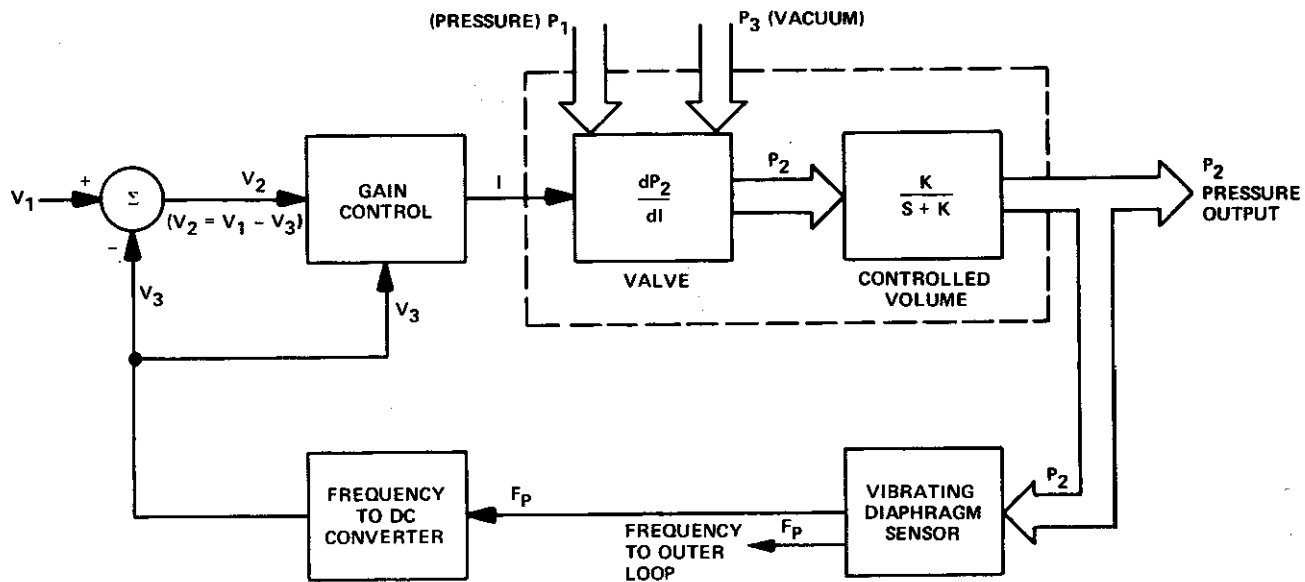 (PRESSURE) P1
P3 (VACUUM)
V1
+
Σ
−
V2
(V2 = V1 – V3)
GAIN
CONTROL
I
dP2
dI
VALVE
P2
K
S + K
CONTROLLED
VOLUME
P2
PRESSURE
OUTPUT
V3
V3
FREQUENCY
TO DC
CONVERTER
FP
FREQUENCY
TO OUTER
LOOP
FP
VIBRATING
DIAPHRAGM
SENSOR
P2